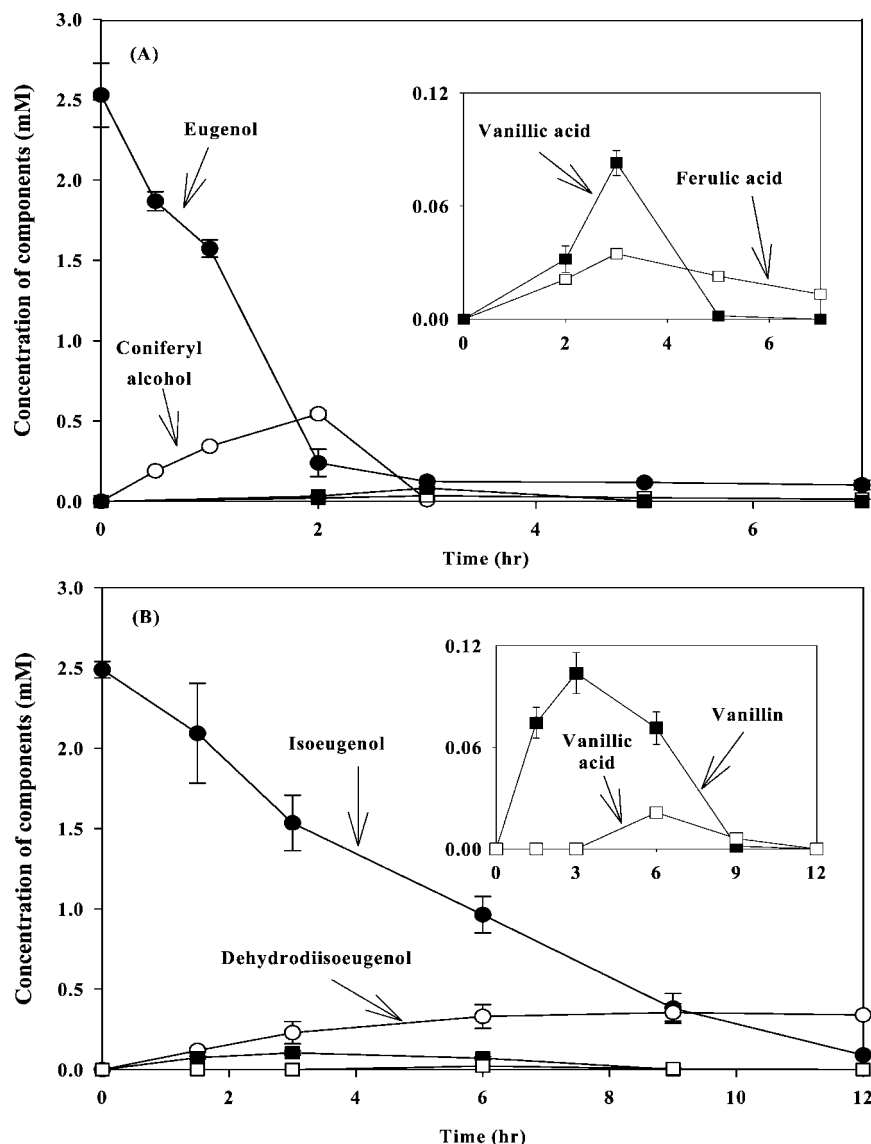 (A)
Concentration of components (mM)
3.0
2.5
2.0
1.5
1.0
0.5
0.0
Eugenol
Coniferyl
alcohol
0.12
0.06
0.00
Vanillic acid
Ferulic acid
0 2 4 6
0 2 4 6
Time (hr)
(B)
Concentration of components (mM)
3.0
2.5
2.0
1.5
1.0
0.5
0.0
Isoeugenol
Dehydrodiisoeugenol
0.12
0.06
0.00
Vanillin
Vanillic
acid
0 3 6 9 12
0 2 4 6 8 10 12
Time (hr)